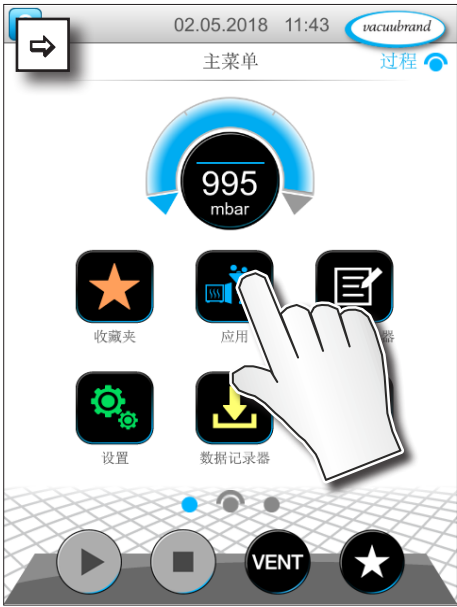 02.05.2018 11:43 vacuubrand
主菜单 过程
995
mbar
收藏夹 应用 器
设置 数据记录器
VENT